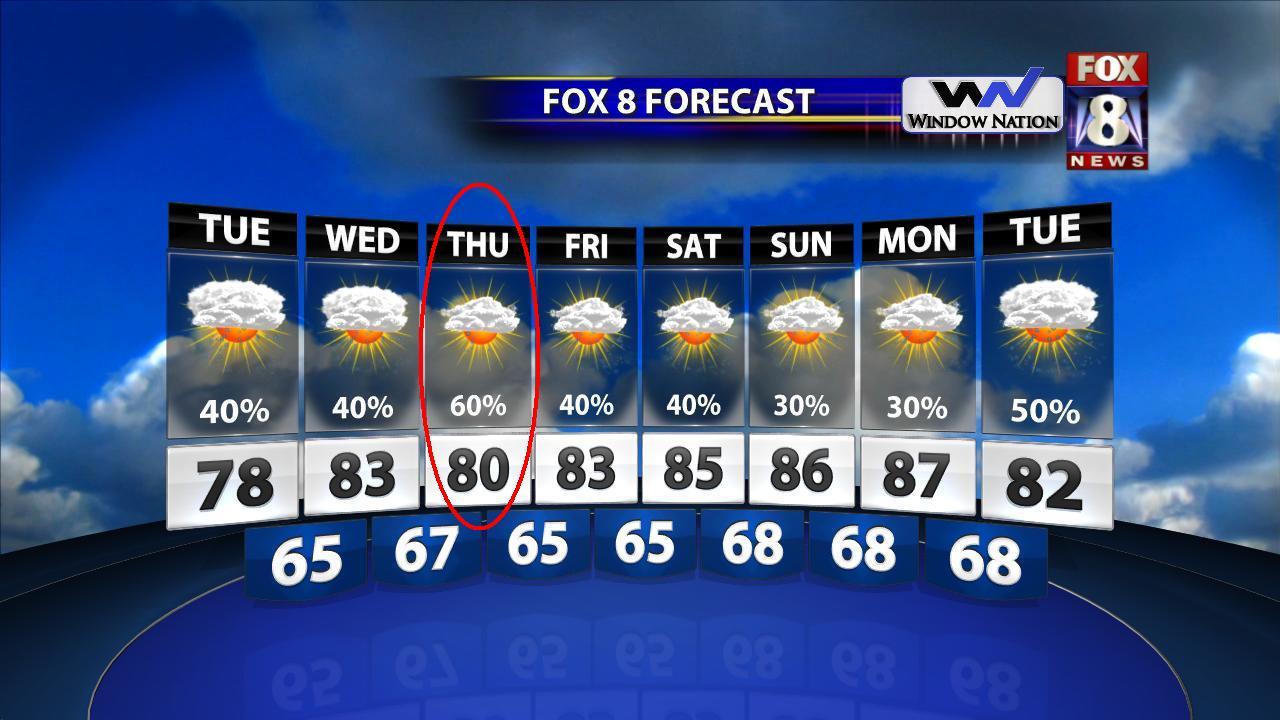 FOX 8 FORECAST
WINDOW NATION
FOX
8
NEWS
TUE WED THU FRI SAT SUN MON TUE
40% 40% 60% 40% 40% 30% 30% 50%
78 83 80 83 85 86 87 82
65 67 65 65 68 68 68